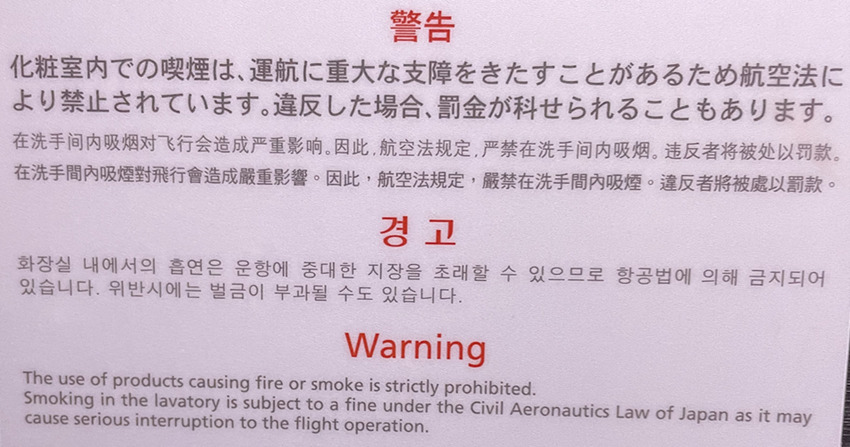 警告
化粧室内での喫煙は、運航に重大な支障をきたすことがあるため航空法に
より禁止されています。違反した場合、罰金が科せられることもあります。
在洗手间内吸烟对飞行会造成严重影响。因此,航空法规定,严禁在洗手间内吸烟。违反者将被处以罚款。
在洗手間內吸煙對飛行會造成嚴重影響。因此，航空法規定，嚴禁在洗手間內吸煙。違反者將被處以罰款。
경고
화장실 내에서의 흡연은 운항에 중대한 지장을 초래할 수 있으므로 항공법에 의해 금지되어
있습니다. 위반시에는 벌금이 부과될 수도 있습니다.
Warning
The use of products causing fire or smoke is strictly prohibited.
Smoking in the lavatory is subject to a fine under the Civil Aeronautics Law of Japan as it may
cause serious interruption to the flight operation.